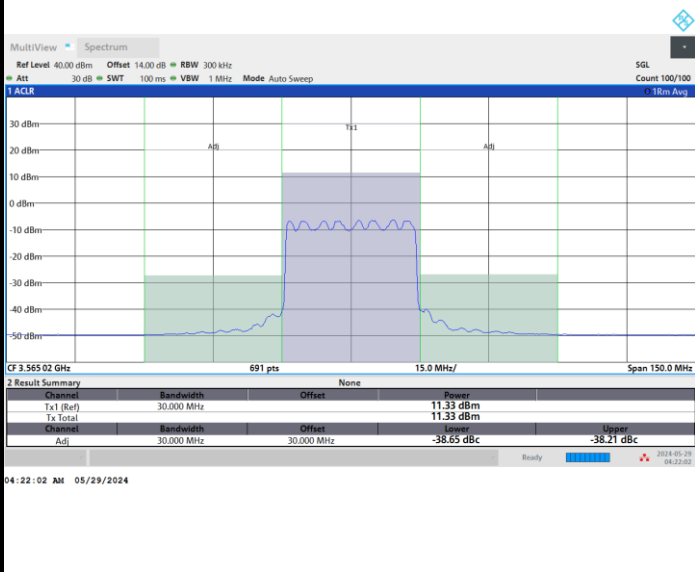 MultiView Spectrum
Ref Level 40.00 dBm Offset 14.00 dB RBW 300 kHz SGL
Att 30 dB SWT 100 ms VBW 1 MHz Mode Auto Sweep Count 100/100
1 ACLR 1Rm Avg
30 dBm
Tx1
20 dBm
Adj Adj
10 dBm
0 dBm
-10 dBm
-20 dBm
-30 dBm
-40 dBm
-50 dBm
CF 3.565 02 GHz 691 pts 15.0 MHz/ Span 150.0 MHz
2 Result Summary None
Channel Bandwidth Offset Power
Tx1 (Ref) 30.000 MHz 11.33 dBm
Tx Total 11.33 dBm
Channel Bandwidth Offset Lower Upper
Adj 30.000 MHz 30.000 MHz -38.65 dBc -38.21 dBc
Ready 2024-05-29
04:22:02
04:22:02 AM 05/29/2024